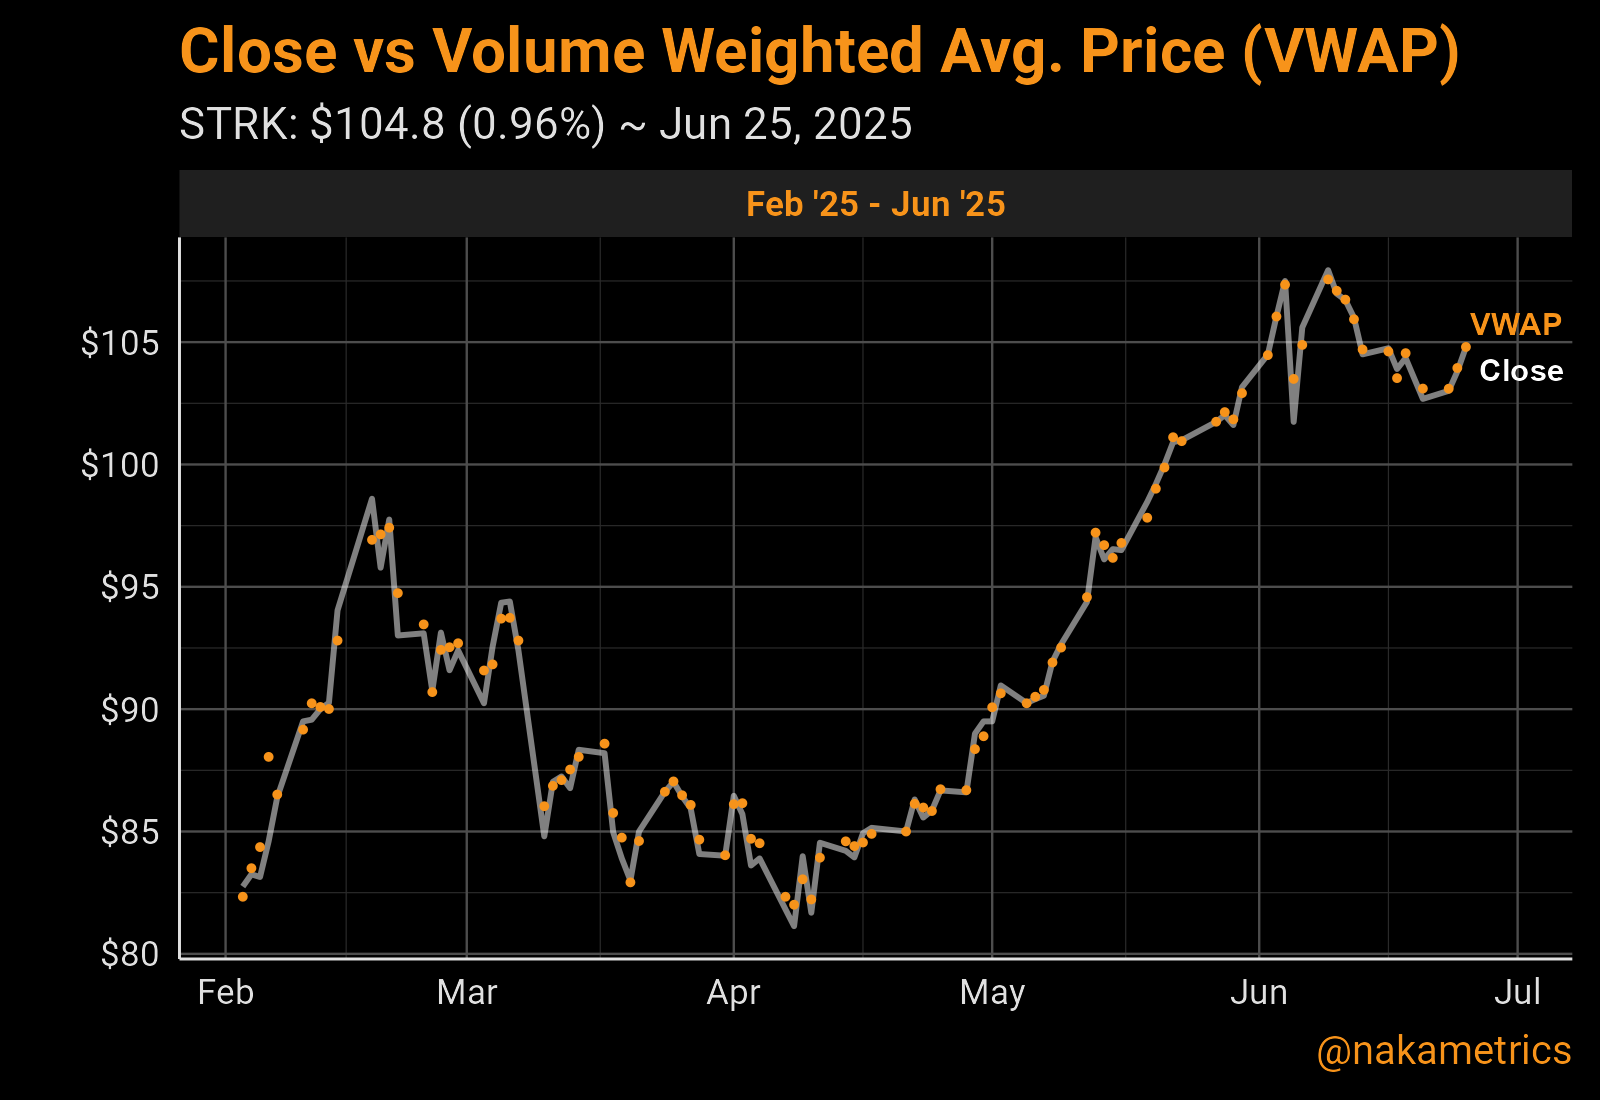 Close vs Volume Weighted Avg. Price (VWAP)
STRK: $104.8 (0.96%) ~ Jun 25, 2025
Feb '25 - Jun '25
$105
$100
$95
$90
$85
$80
VWAP
Close
Feb
Mar
Apr
May
Jun
Jul
@nakametrics